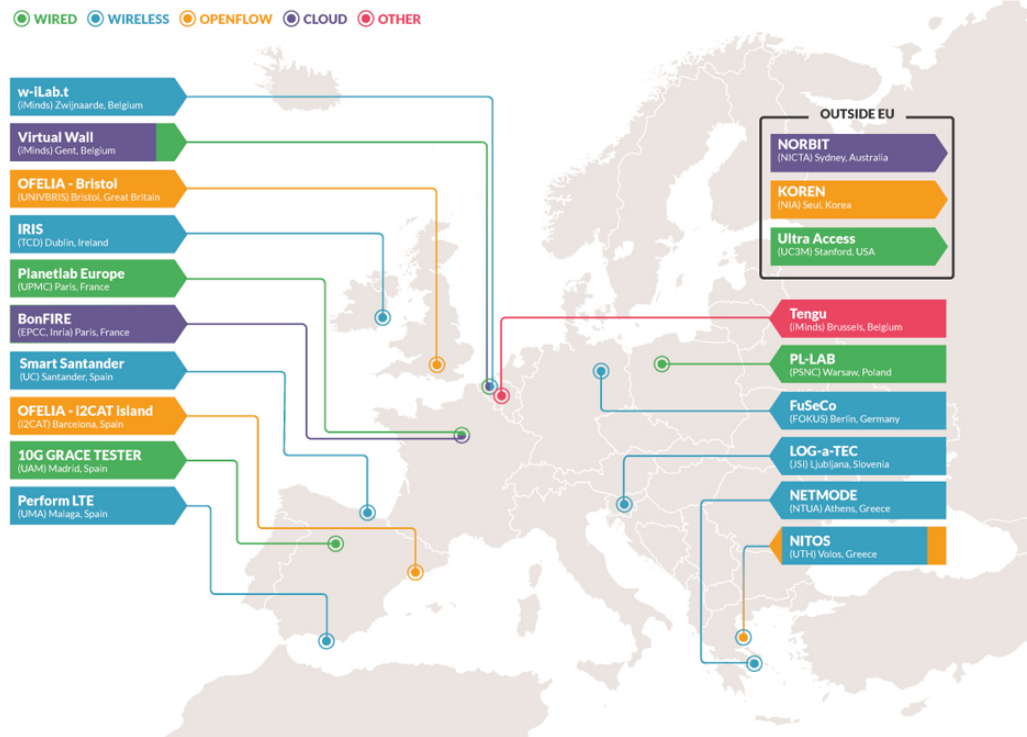 WIRED WIRELESS OPENFLOW CLOUD OTHER
w-iLab.t
(iMinds) Zwijnaarde, Belgium
Virtual Wall
(iMinds) Gent, Belgium
OFELIA - Bristol
(UNIVBRIS) Bristol, Great Britain
IRIS
(TCD) Dublin, Ireland
Planetlab Europe
(UPMC) Paris, France
BonFIRE
(EPCC, Inria) Paris, France
Smart Santander
(UC) Santander, Spain
OFELIA - i2CAT island
(i2CAT) Barcelona, Spain
10G GRACE TESTER
(UAM) Madrid, Spain
Perform LTE
(UMA) Malaga, Spain
OUTSIDE EU
NORBIT
(NICTA) Sydney, Australia
KOREN
(NIA) Seul, Korea
Ultra Access
(UC3M) Stanford, USA
Tengu
(iMinds) Brussels, Belgium
PL-LAB
(PSNC) Warsaw, Poland
FuSeCo
(FOKUS) Berlin, Germany
LOG-a-TEC
(JSI) Ljubljana, Slovenia
NETMODE
(NTUA) Athens, Greece
NITOS
(UTH) Volos, Greece